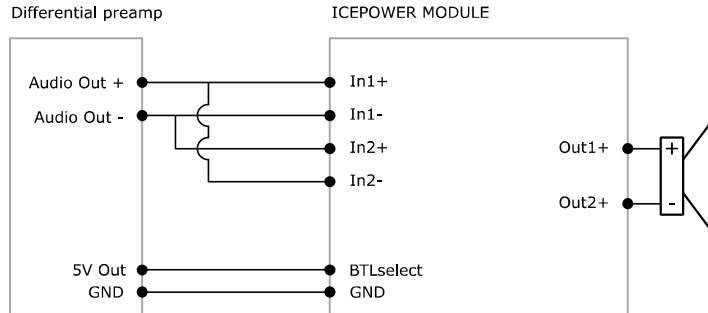 Differential preamp
ICEPOWER MODULE
Audio Out +
In1+
Audio Out -
In1-
In2+
Out1+
+
In2-
Out2+
-
5V Out
BTLselect
GND
GND